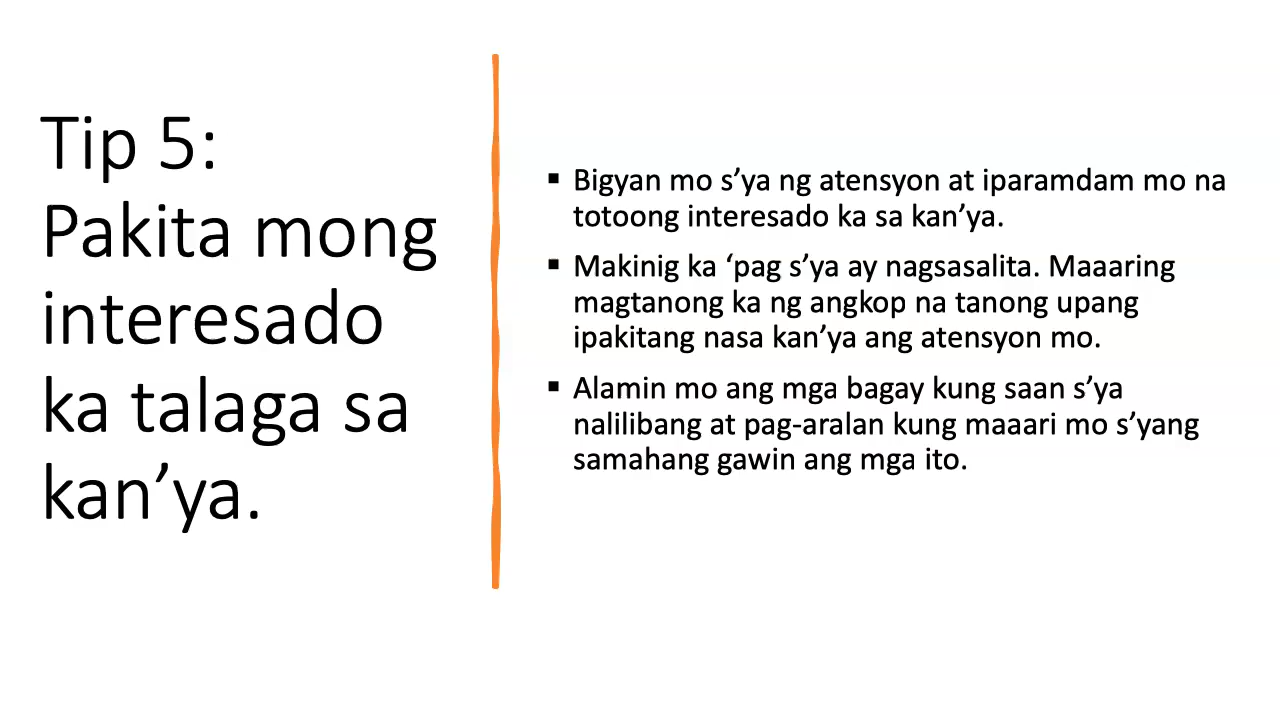 Tip 5:
Pakita mong
interesado
ka talaga sa
kan’ya.
▪ Bigyan mo s’ya ng atensyon at iparamdam mo na
totoong interesado ka sa kan’ya.
▪ Makinig ka ‘pag s’ya ay nagsasalita. Maaaring
magtanong ka ng angkop na tanong upang
ipakitang nasa kan’ya ang atensyon mo.
▪ Alamin mo ang mga bagay kung saan s’ya
nalilibang at pag-aralan kung maaari mo s’yang
samahang gawin ang mga ito.